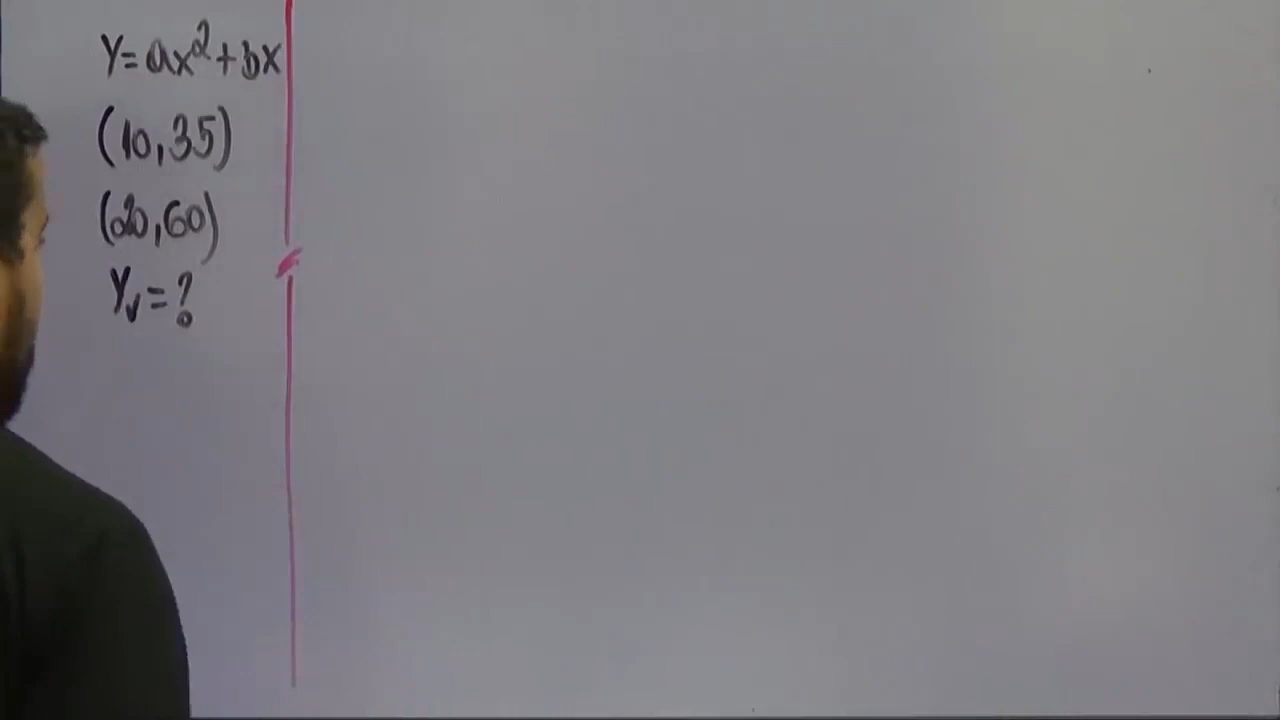 Y=ax²+bx
(10,35)
(20,60)
Yv=?